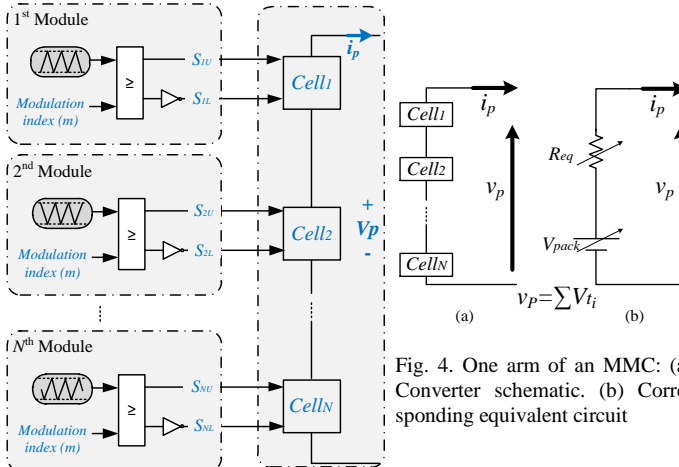 1st Module
Modulation
index (m)
≥
S1U
S1L
2nd Module
Modulation
index (m)
≥
S2U
S2L
Nth Module
Modulation
index (m)
≥
SNU
SNL
ip
Cell1
Cell2
CellN
+
Vp
-
Cell1
Cell2
CellN
ip
vp
vP=∑Vti
(a)
ip
Req
Vpack
vp
(b)
Fig. 4. One arm of an MMC: (a)
Converter schematic. (b) Corre-
sponding equivalent circuit